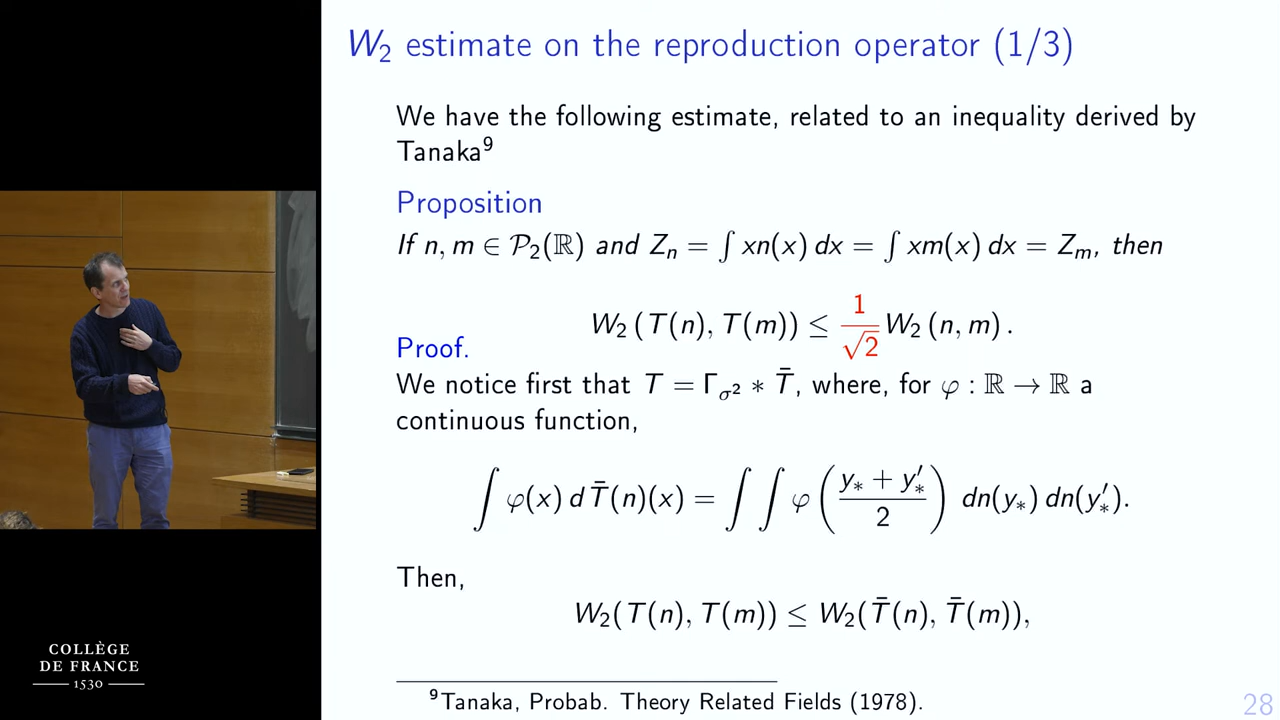 W₂ estimate on the reproduction operator (1/3)
We have the following estimate, related to an inequality derived by
Tanaka⁹
Proposition
If n, m ∈ 𝒫₂(ℝ) and Zₙ = ∫ xn(x) dx = ∫ xm(x) dx = Zₘ, then
W₂ (T(n), T(m)) ≤ 1/√2 W₂ (n, m) .
Proof.
We notice first that T = Γ_σ² ∗ T̄, where, for φ : ℝ → ℝ a
continuous function,
∫ φ(x) d T̄(n)(x) = ∫ ∫ φ ( (y∗ + y′∗) / 2 ) dn(y∗) dn(y′∗).
Then,
W₂(T(n), T(m)) ≤ W₂(T̄(n), T̄(m)),
⁹Tanaka, Probab. Theory Related Fields (1978).
28
COLLÈGE
DE FRANCE
1530